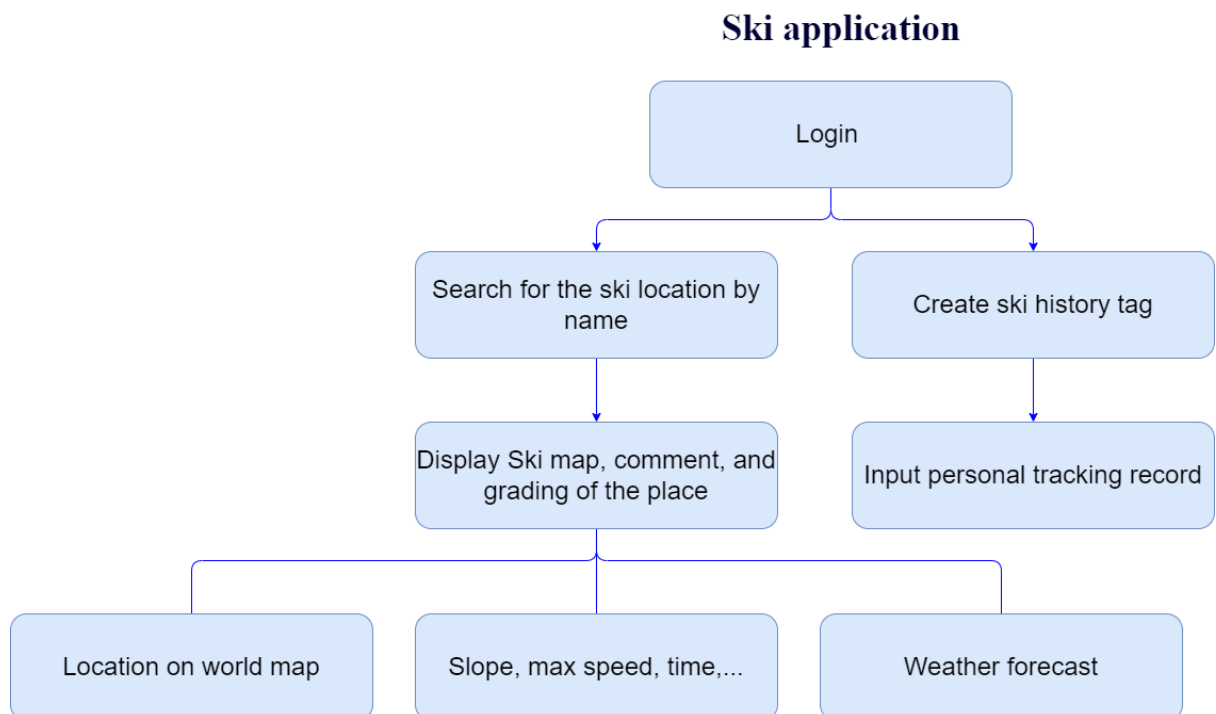 Ski application
Login
Search for the ski location by
name
Create ski history tag
Display Ski map, comment, and
grading of the place
Input personal tracking record
Location on world map
Slope, max speed, time,...
Weather forecast